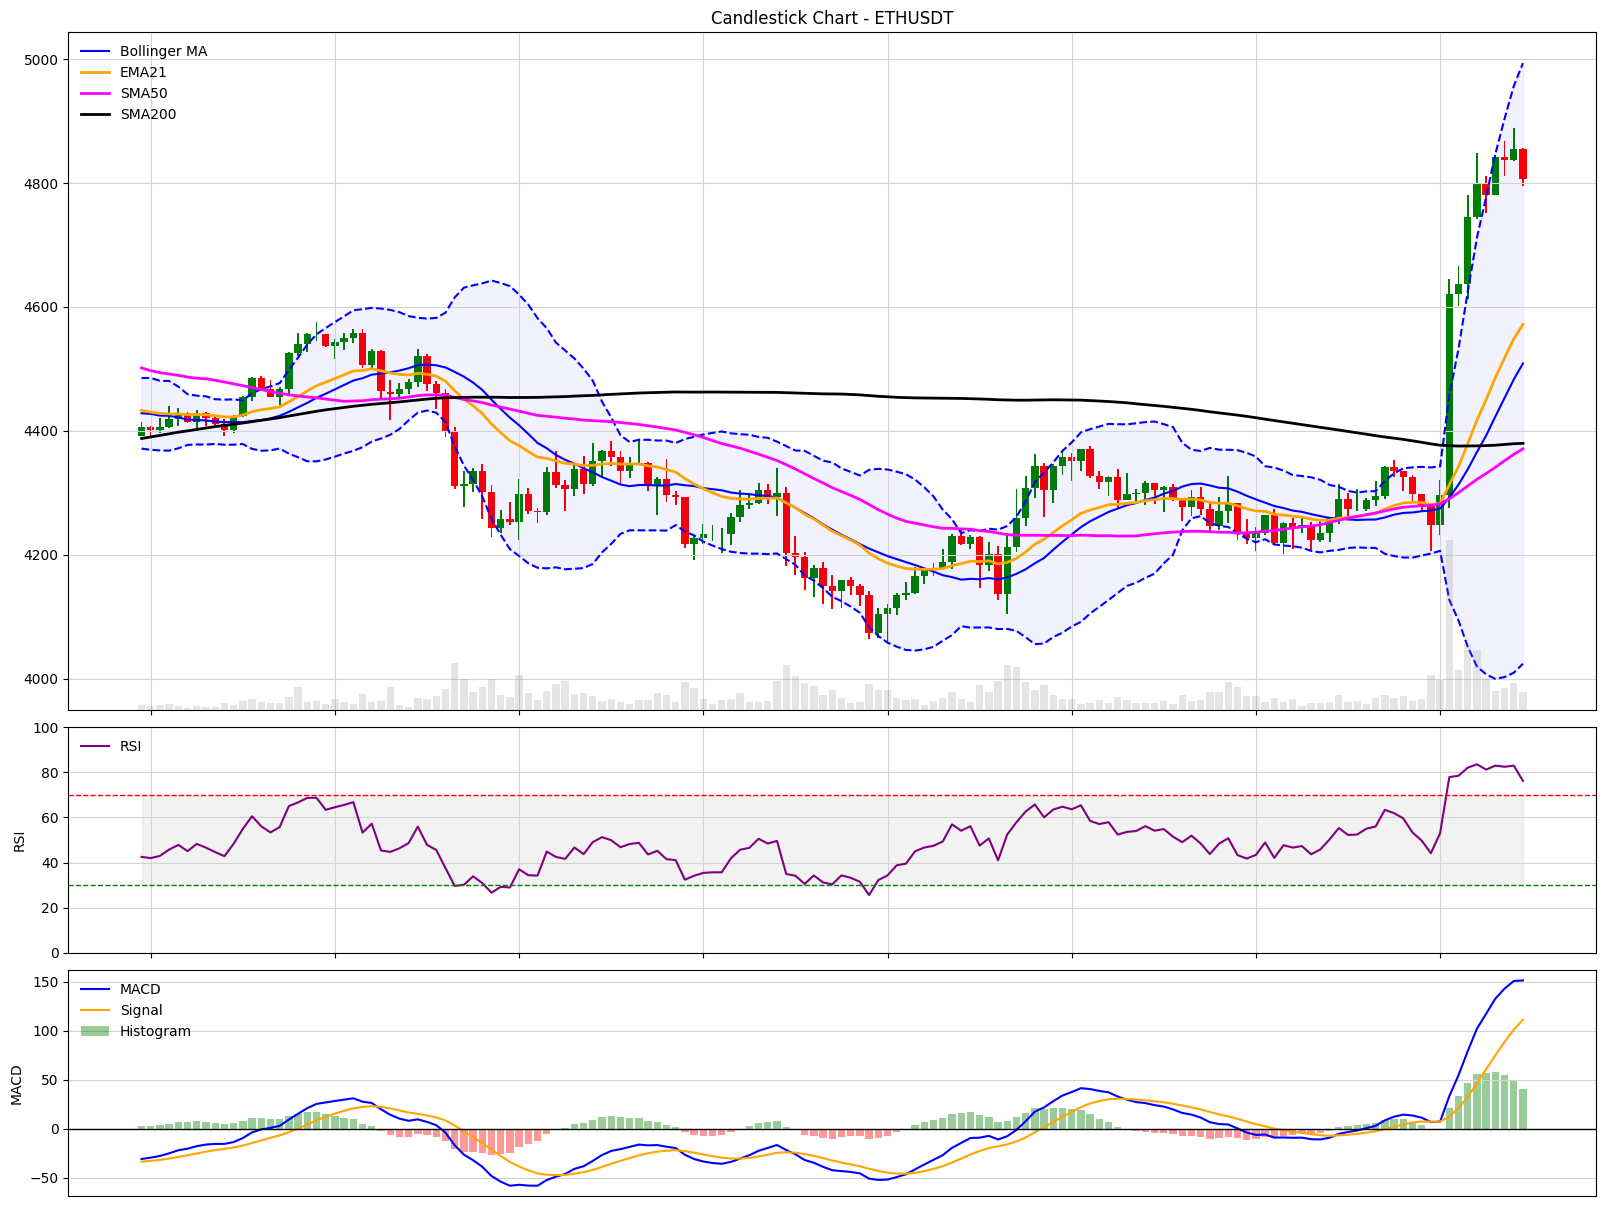 Candlestick Chart - ETHUSDT
Bollinger MA
EMA21
SMA50
SMA200
5000
4800
4600
4400
4200
4000
RSI
100
80
60
40
20
0
RSI
MACD
Signal
Histogram
150
100
50
0
−50
MACD